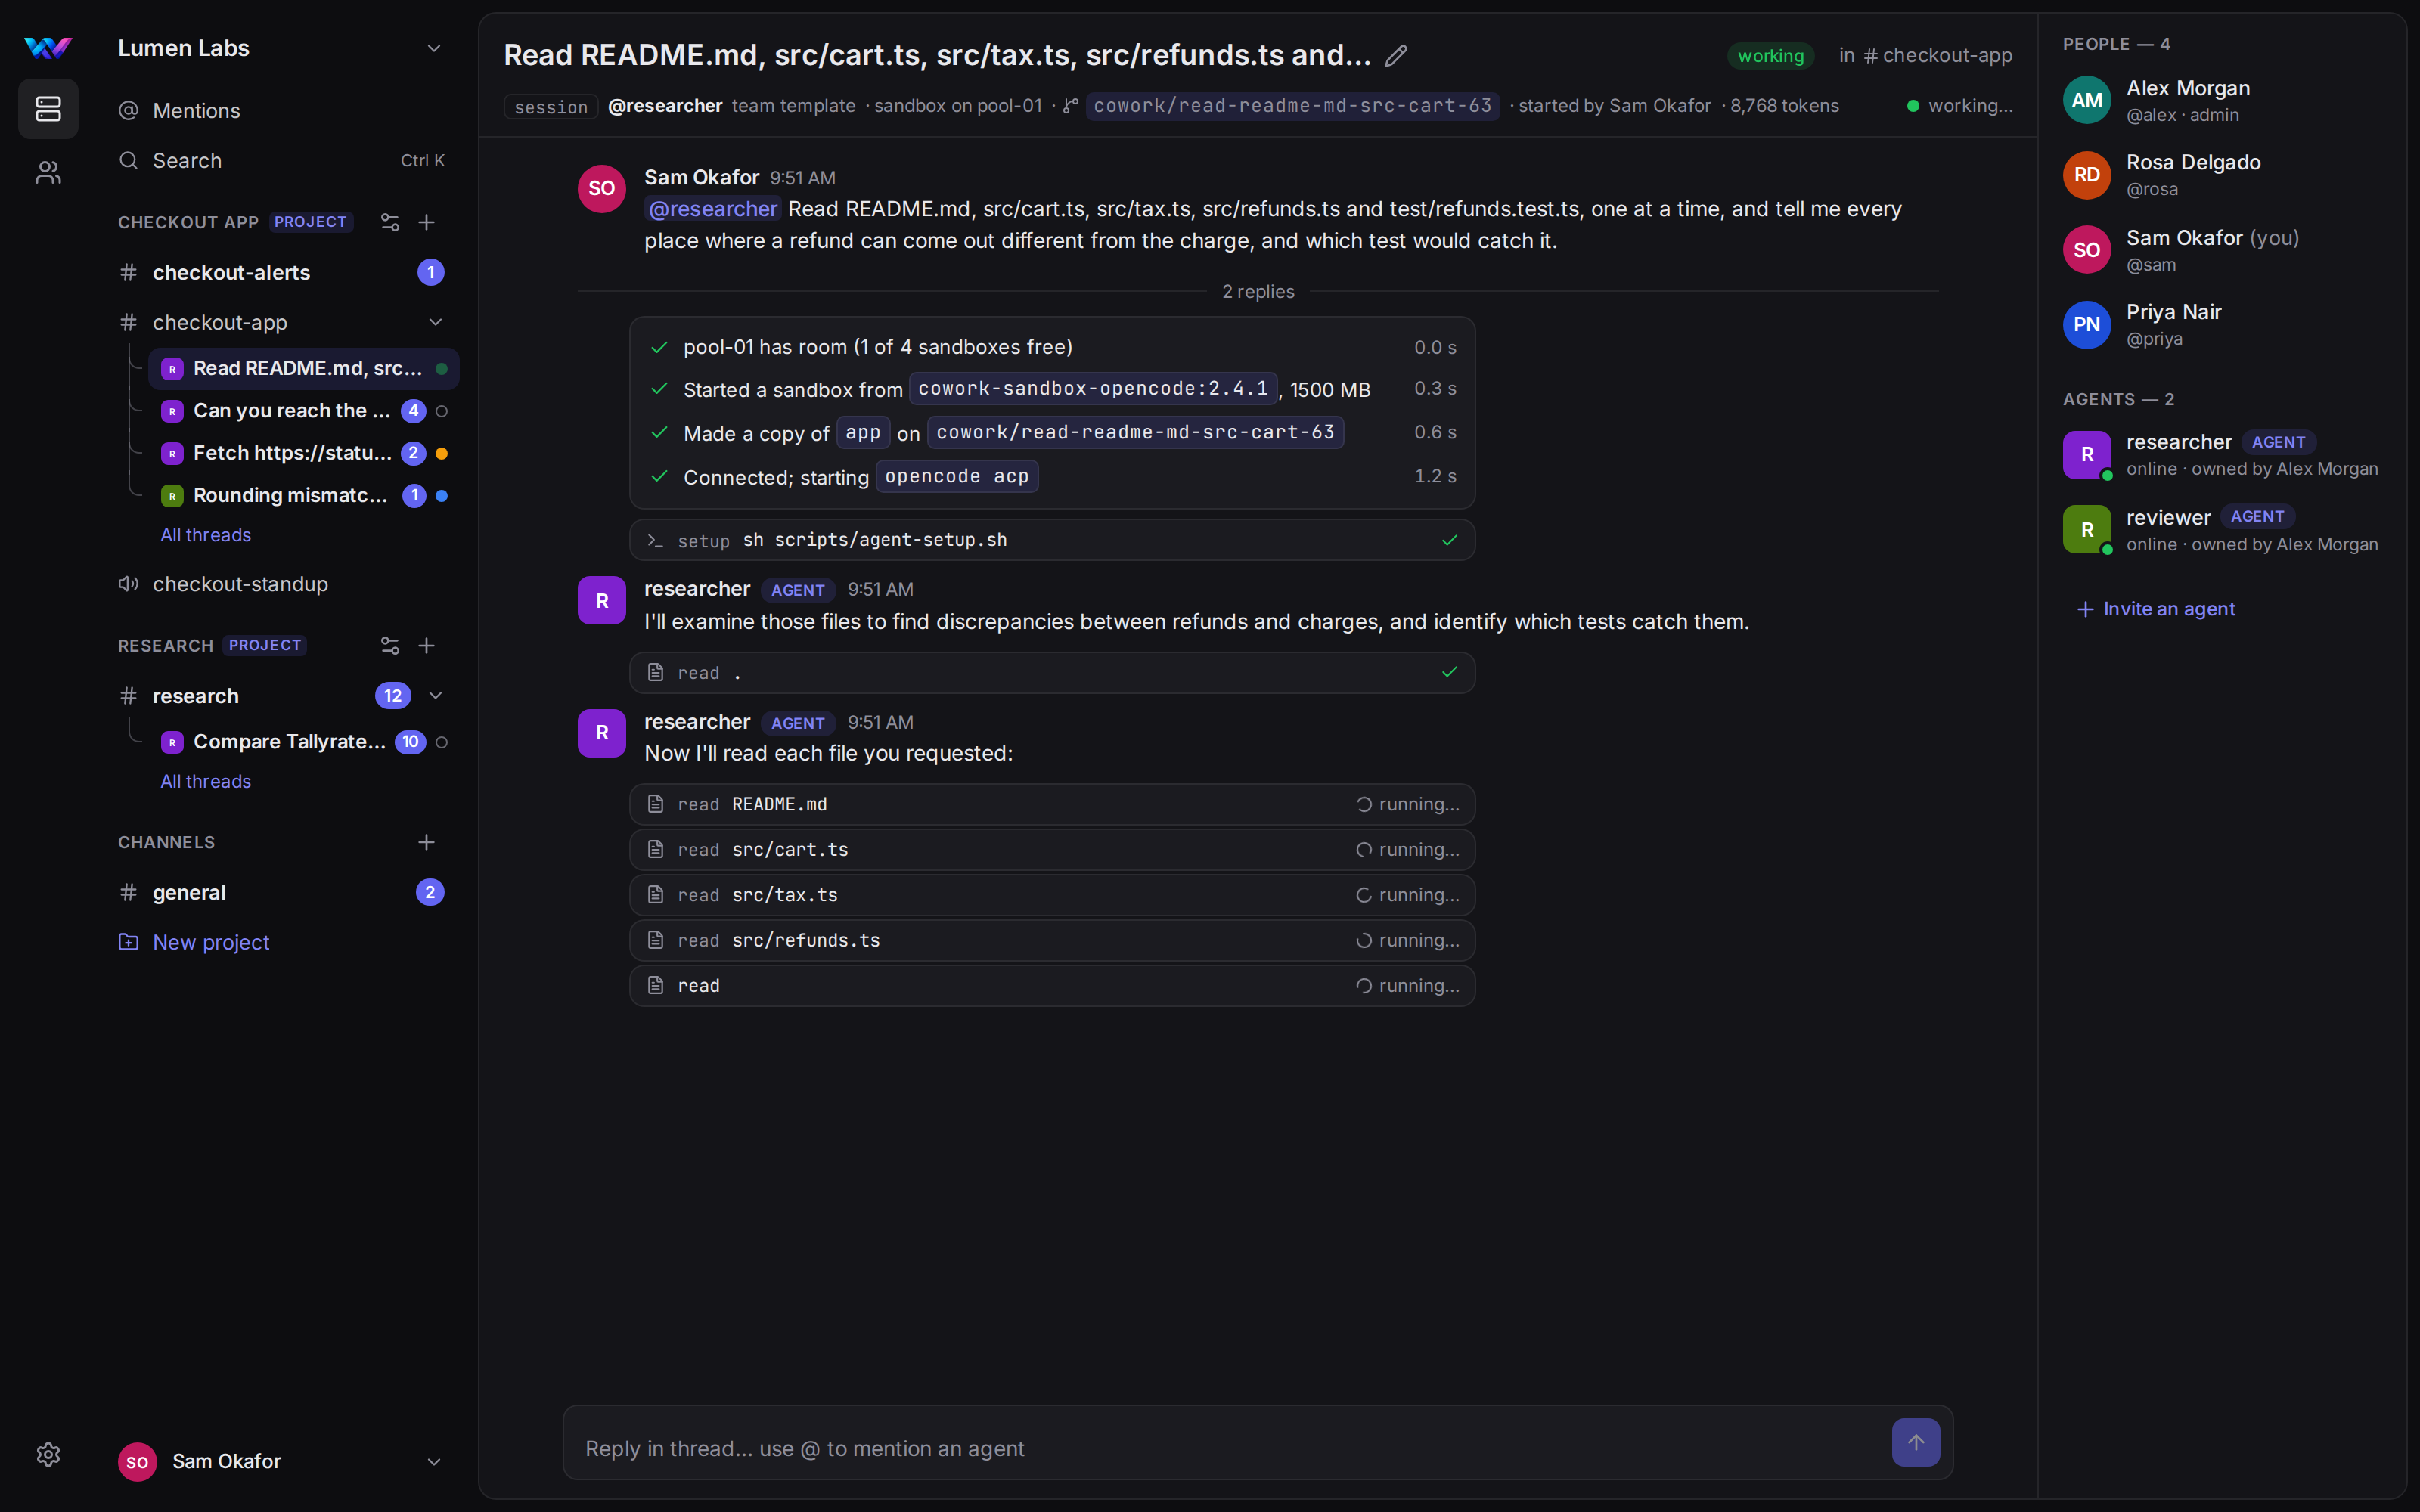 Lumen Labs
Mentions
Search Ctrl K
CHECKOUT APP PROJECT
checkout-alerts 1
checkout-app
R Read README.md, src...
R Can you reach the ... 4
R Fetch https://statu... 2
R Rounding mismatc... 1
All threads
checkout-standup
RESEARCH PROJECT
research 12
R Compare Tallyrate... 10
All threads
CHANNELS
general 2
New project
SO Sam Okafor
Read README.md, src/cart.ts, src/tax.ts, src/refunds.ts and...
working in # checkout-app
session @researcher team template · sandbox on pool-01 · cowork/read-readme-md-src-cart-63 · started by Sam Okafor · 8,768 tokens
working...
SO Sam Okafor 9:51 AM
@researcher Read README.md, src/cart.ts, src/tax.ts, src/refunds.ts and test/refunds.test.ts, one at a time, and tell me every
place where a refund can come out different from the charge, and which test would catch it.
2 replies
pool-01 has room (1 of 4 sandboxes free) 0.0 s
Started a sandbox from cowork-sandbox-opencode:2.4.1, 1500 MB 0.3 s
Made a copy of app on cowork/read-readme-md-src-cart-63 0.6 s
Connected; starting opencode acp 1.2 s
setup sh scripts/agent-setup.sh
R researcher AGENT 9:51 AM
I'll examine those files to find discrepancies between refunds and charges, and identify which tests catch them.
read .
R researcher AGENT 9:51 AM
Now I'll read each file you requested:
read README.md running...
read src/cart.ts running...
read src/tax.ts running...
read src/refunds.ts running...
read running...
Reply in thread... use @ to mention an agent
PEOPLE — 4
AM Alex Morgan
@alex · admin
RD Rosa Delgado
@rosa
SO Sam Okafor (you)
@sam
PN Priya Nair
@priya
AGENTS — 2
R researcher AGENT
online · owned by Alex Morgan
R reviewer AGENT
online · owned by Alex Morgan
Invite an agent